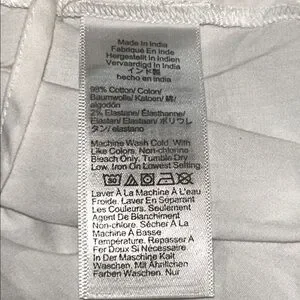 Made In India
Fabriqué En Inde
Hergestellt In Indien
Vervaardigd In India
インド製
hecho en india
98% Cotton/ Coton/
Baumwolle/ Katoen/ 綿/
algodón
2% Elastane/ Élasthanne/
Elastan/ Elastaan/ ポリウレ
タン/ elastano
Machine Wash Cold With
Like Colors. Non-chlorine
Bleach Only. Tumble Dry
Low. Iron On Lowest Setting.
30
Laver À La Machine À L'eau
Froide. Laver En Séparant
Les Couleurs. Seulement
Agent De Blanchiment
Non-chlore. Sécher À La
Machine À Basse
Température. Repasser À
Fer Doux Si Nécessaire.
In Der Maschine Kalt
Waschen. Mit Ähnlichen
Farben Waschen. Nur